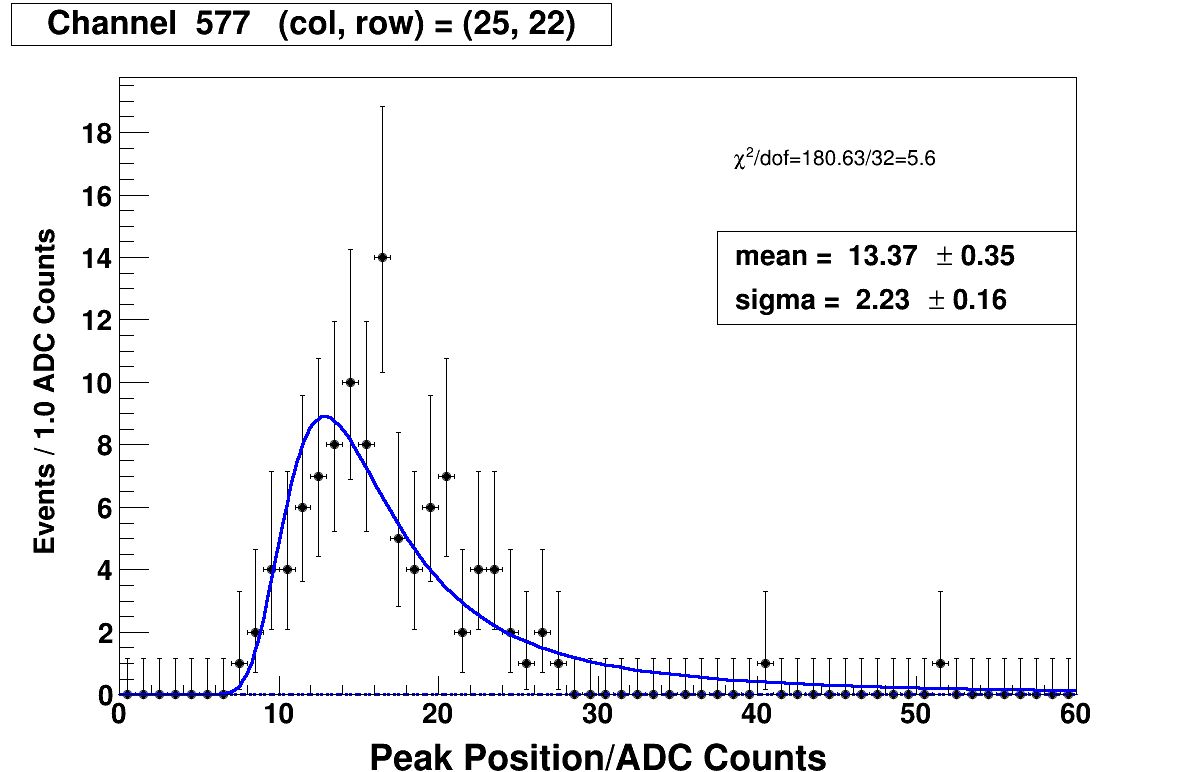 Channel 577 (col, row) = (25, 22)
χ²/dof=180.63/32=5.6
mean = 13.37 ± 0.35
sigma = 2.23 ± 0.16
Events / 1.0 ADC Counts
18
16
14
12
10
8
6
4
2
0
0 10 20 30 40 50 60
Peak Position/ADC Counts